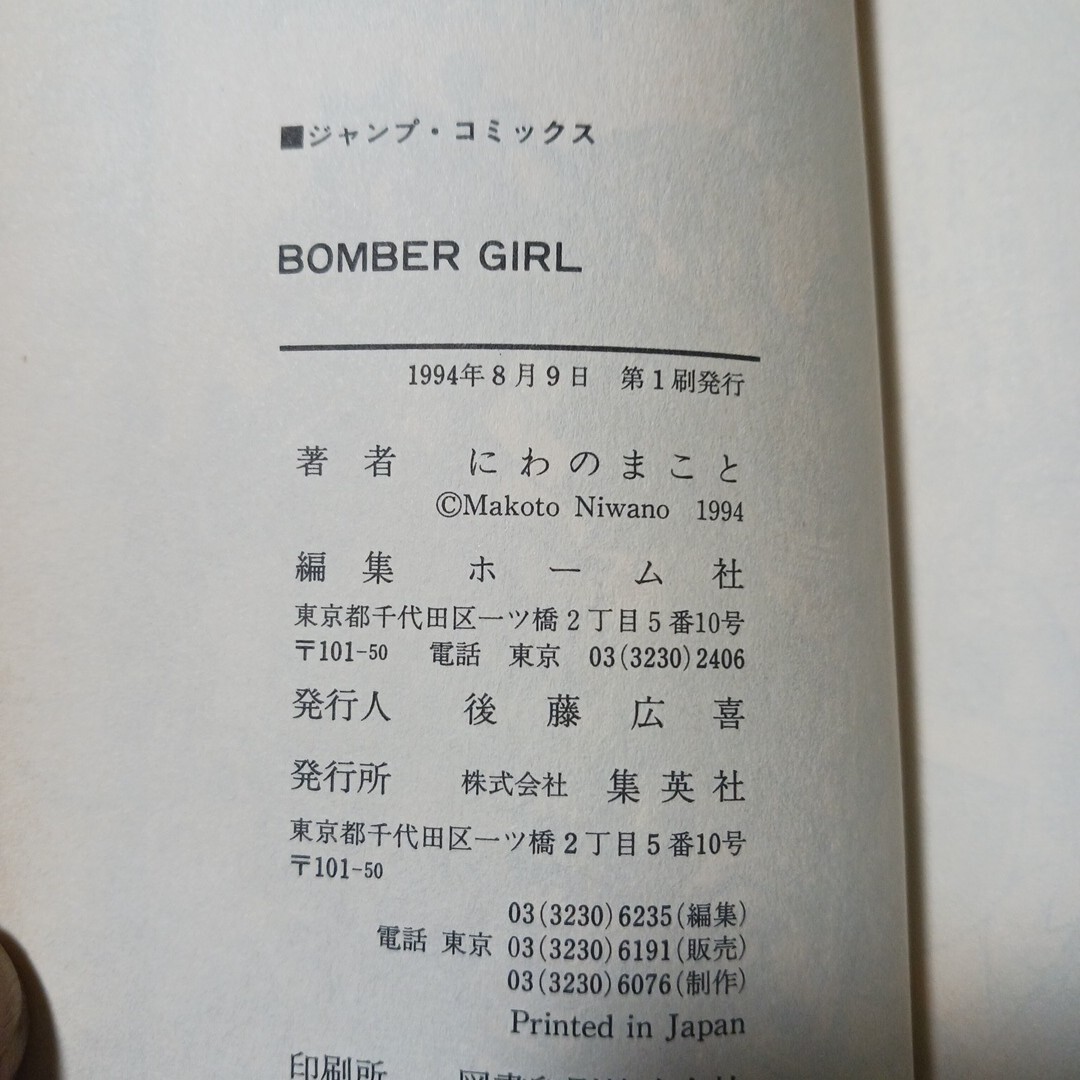 ■ジャンプ・コミックス
BOMBER GIRL
1994年8月9日 第1刷発行
著者 にわのまこと
©Makoto Niwano 1994
編集 ホーム社
東京都千代田区一ツ橋2丁目5番10号
〒101-50 電話 東京 03(3230)2406
発行人 後藤広喜
発行所 株式会社 集英社
東京都千代田区一ツ橋2丁目5番10号
〒101-50
03(3230)6235(編集)
電話 東京 03(3230)6191(販売)
03(3230)6076(制作)
Printed in Japan
印刷所